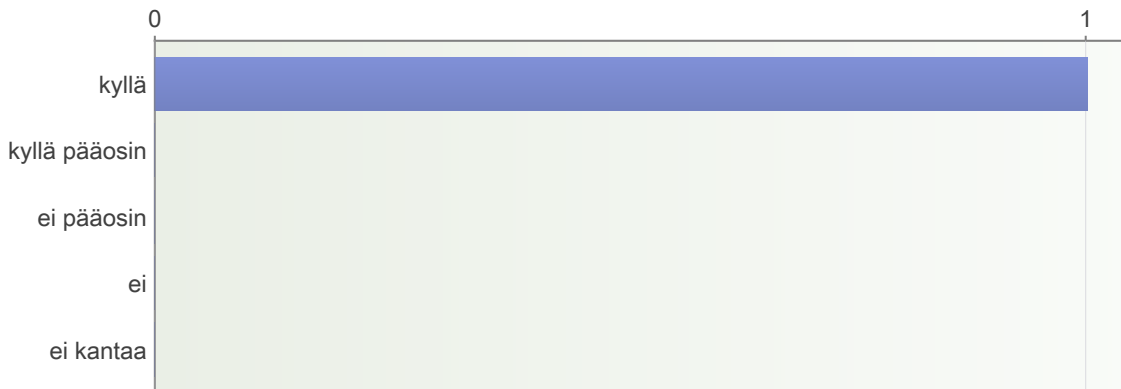 0 1
kyllä
kyllä pääosin
ei pääosin
ei
ei kantaa